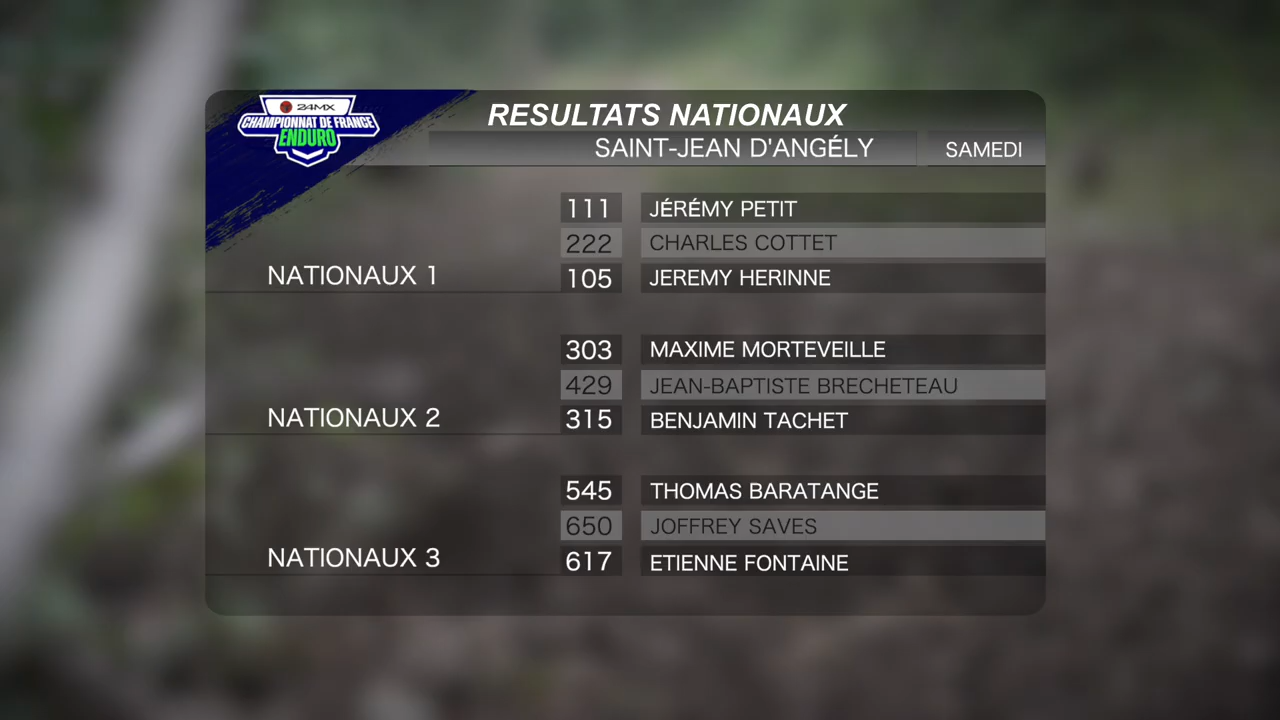 24MX
CHAMPIONNAT DE FRANCE
ENDURO
RESULTATS NATIONAUX
SAINT-JEAN D'ANGÉLY
SAMEDI
111 JÉRÉMY PETIT
222 CHARLES COTTET
NATIONAUX 1 105 JEREMY HERINNE
303 MAXIME MORTEVEILLE
429 JEAN-BAPTISTE BRECHETEAU
NATIONAUX 2 315 BENJAMIN TACHET
545 THOMAS BARATANGE
650 JOFFREY SAVES
NATIONAUX 3 617 ETIENNE FONTAINE